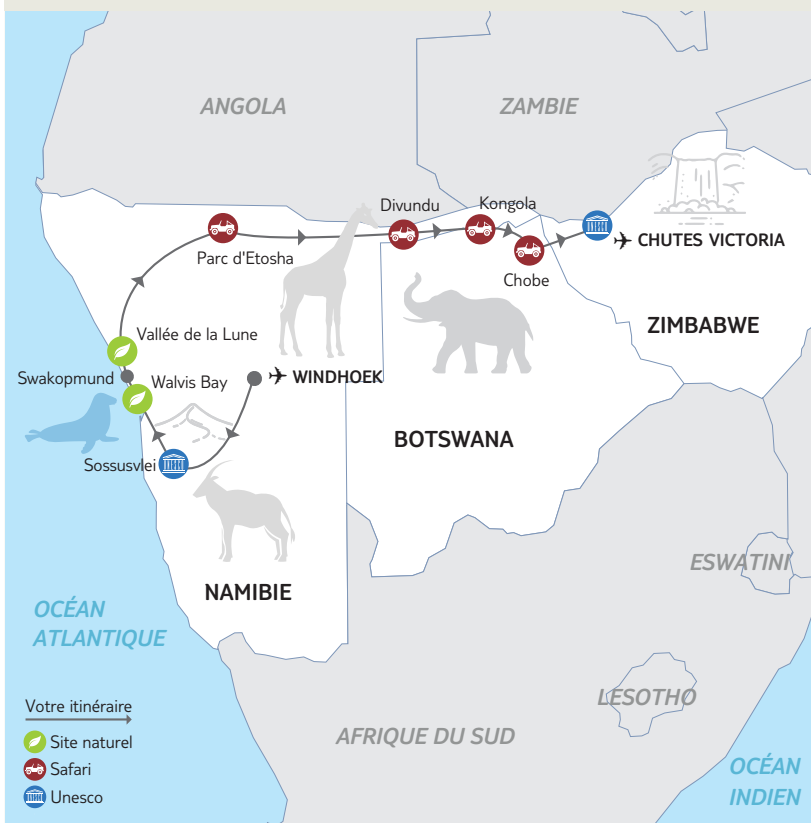 ANGOLA
ZAMBIE
Divundu
Kongola
Parc d'Etosha
CHUTES VICTORIA
Chobe
ZIMBABWE
Vallée de la Lune
Swakopmund
Walvis Bay
WINDHOEK
BOTSWANA
Sossusvlei
ESWATINI
NAMIBIE
OCÉAN
ATLANTIQUE
LESOTHO
Votre itinéraire
AFRIQUE DU SUD
Site naturel
Safari
Unesco
OCÉAN
INDIEN